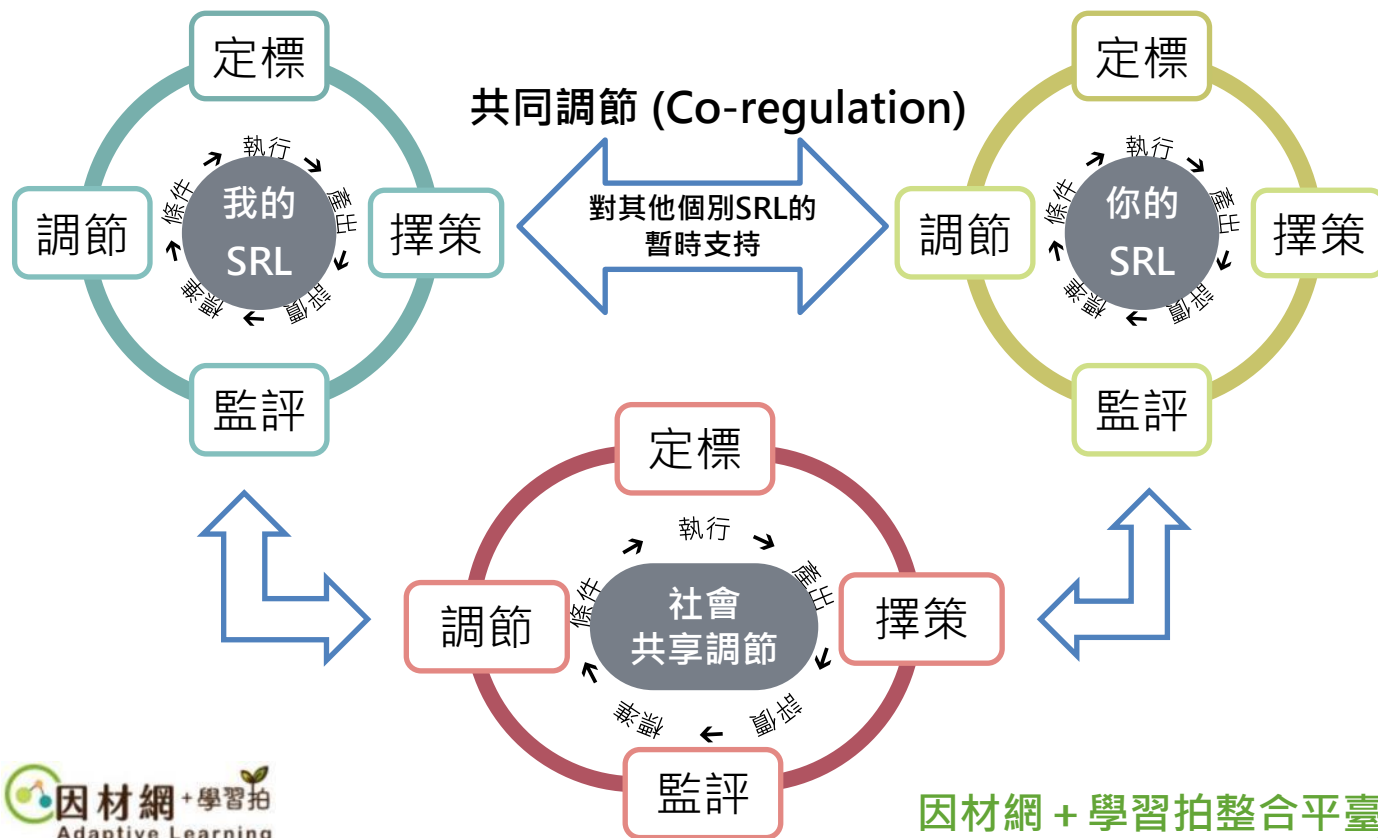 定標
調節
擇策
監評
條件
執行
產出
評價
標準
我的
SRL
共同調節 (Co-regulation)
對其他個別SRL的
暫時支持
定標
調節
擇策
監評
條件
執行
產出
評價
標準
你的
SRL
定標
調節
擇策
監評
條件
執行
產出
評價
標準
社會
共享調節
因材網+學習拍
Adaptive Learning
因材網 + 學習拍整合平臺